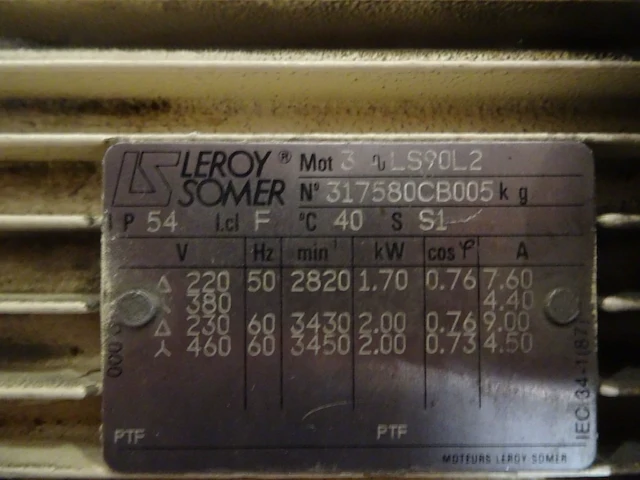 LS LEROY SOMER® Mot 3 ~ LS90L2
N° 317580CB005 kg
IP 54 I.cl F °C 40 S S1
V Hz min⁻¹ kW cos φ A
Δ 220 50 2820 1.70 0.76 7.60
⅄ 380 4.40
Δ 230 60 3430 2.00 0.76 9.00
⅄ 460 60 3450 2.00 0.73 4.50
IEC 34-1(87)
PTF PTF
MOTEURS LEROY-SOMER